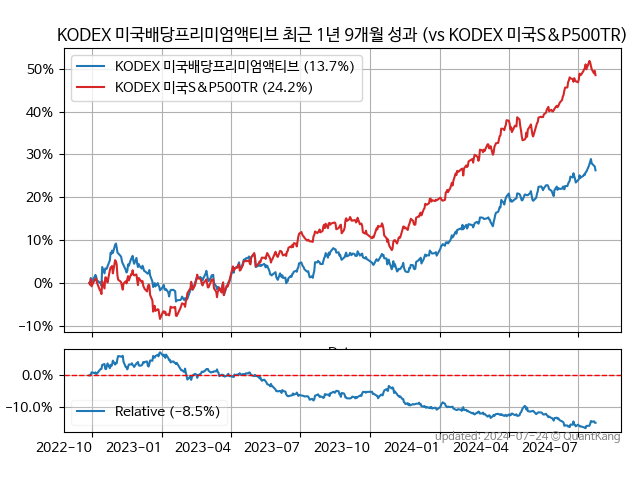 KODEX 미국배당프리미엄액티브 최근 1년 9개월 성과 (vs KODEX 미국S&P500TR)
KODEX 미국배당프리미엄액티브 (13.7%)
KODEX 미국S&P500TR (24.2%)
50%
40%
30%
20%
10%
0%
−10%
0.0%
−10.0%
Relative (−8.5%)
updated: 2024-07-24 © QuantKang
2022−10 2023−01 2023−04 2023−07 2023−10 2024−01 2024−04 2024−07